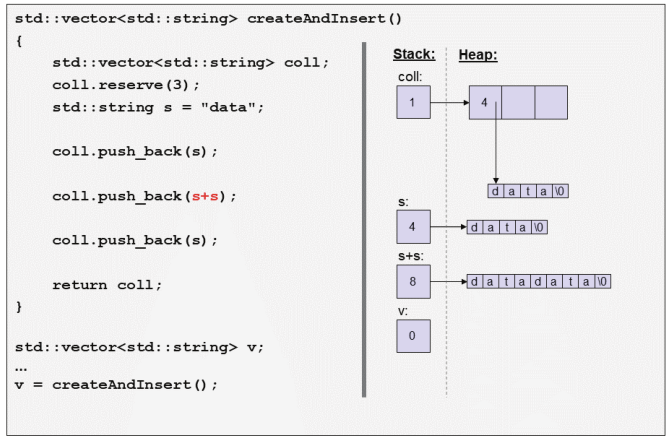 std::vector<std::string> createAndInsert()
{
std::vector<std::string> coll;
coll.reserve(3);
std::string s = "data";
coll.push_back(s);
coll.push_back(s+s);
coll.push_back(s);
return coll;
}
std::vector<std::string> v;
...
v = createAndInsert();
Stack: Heap:
coll:
1 4
d a t a \0
s:
4 d a t a \0
s+s:
8 d a t a d a t a \0
v:
0